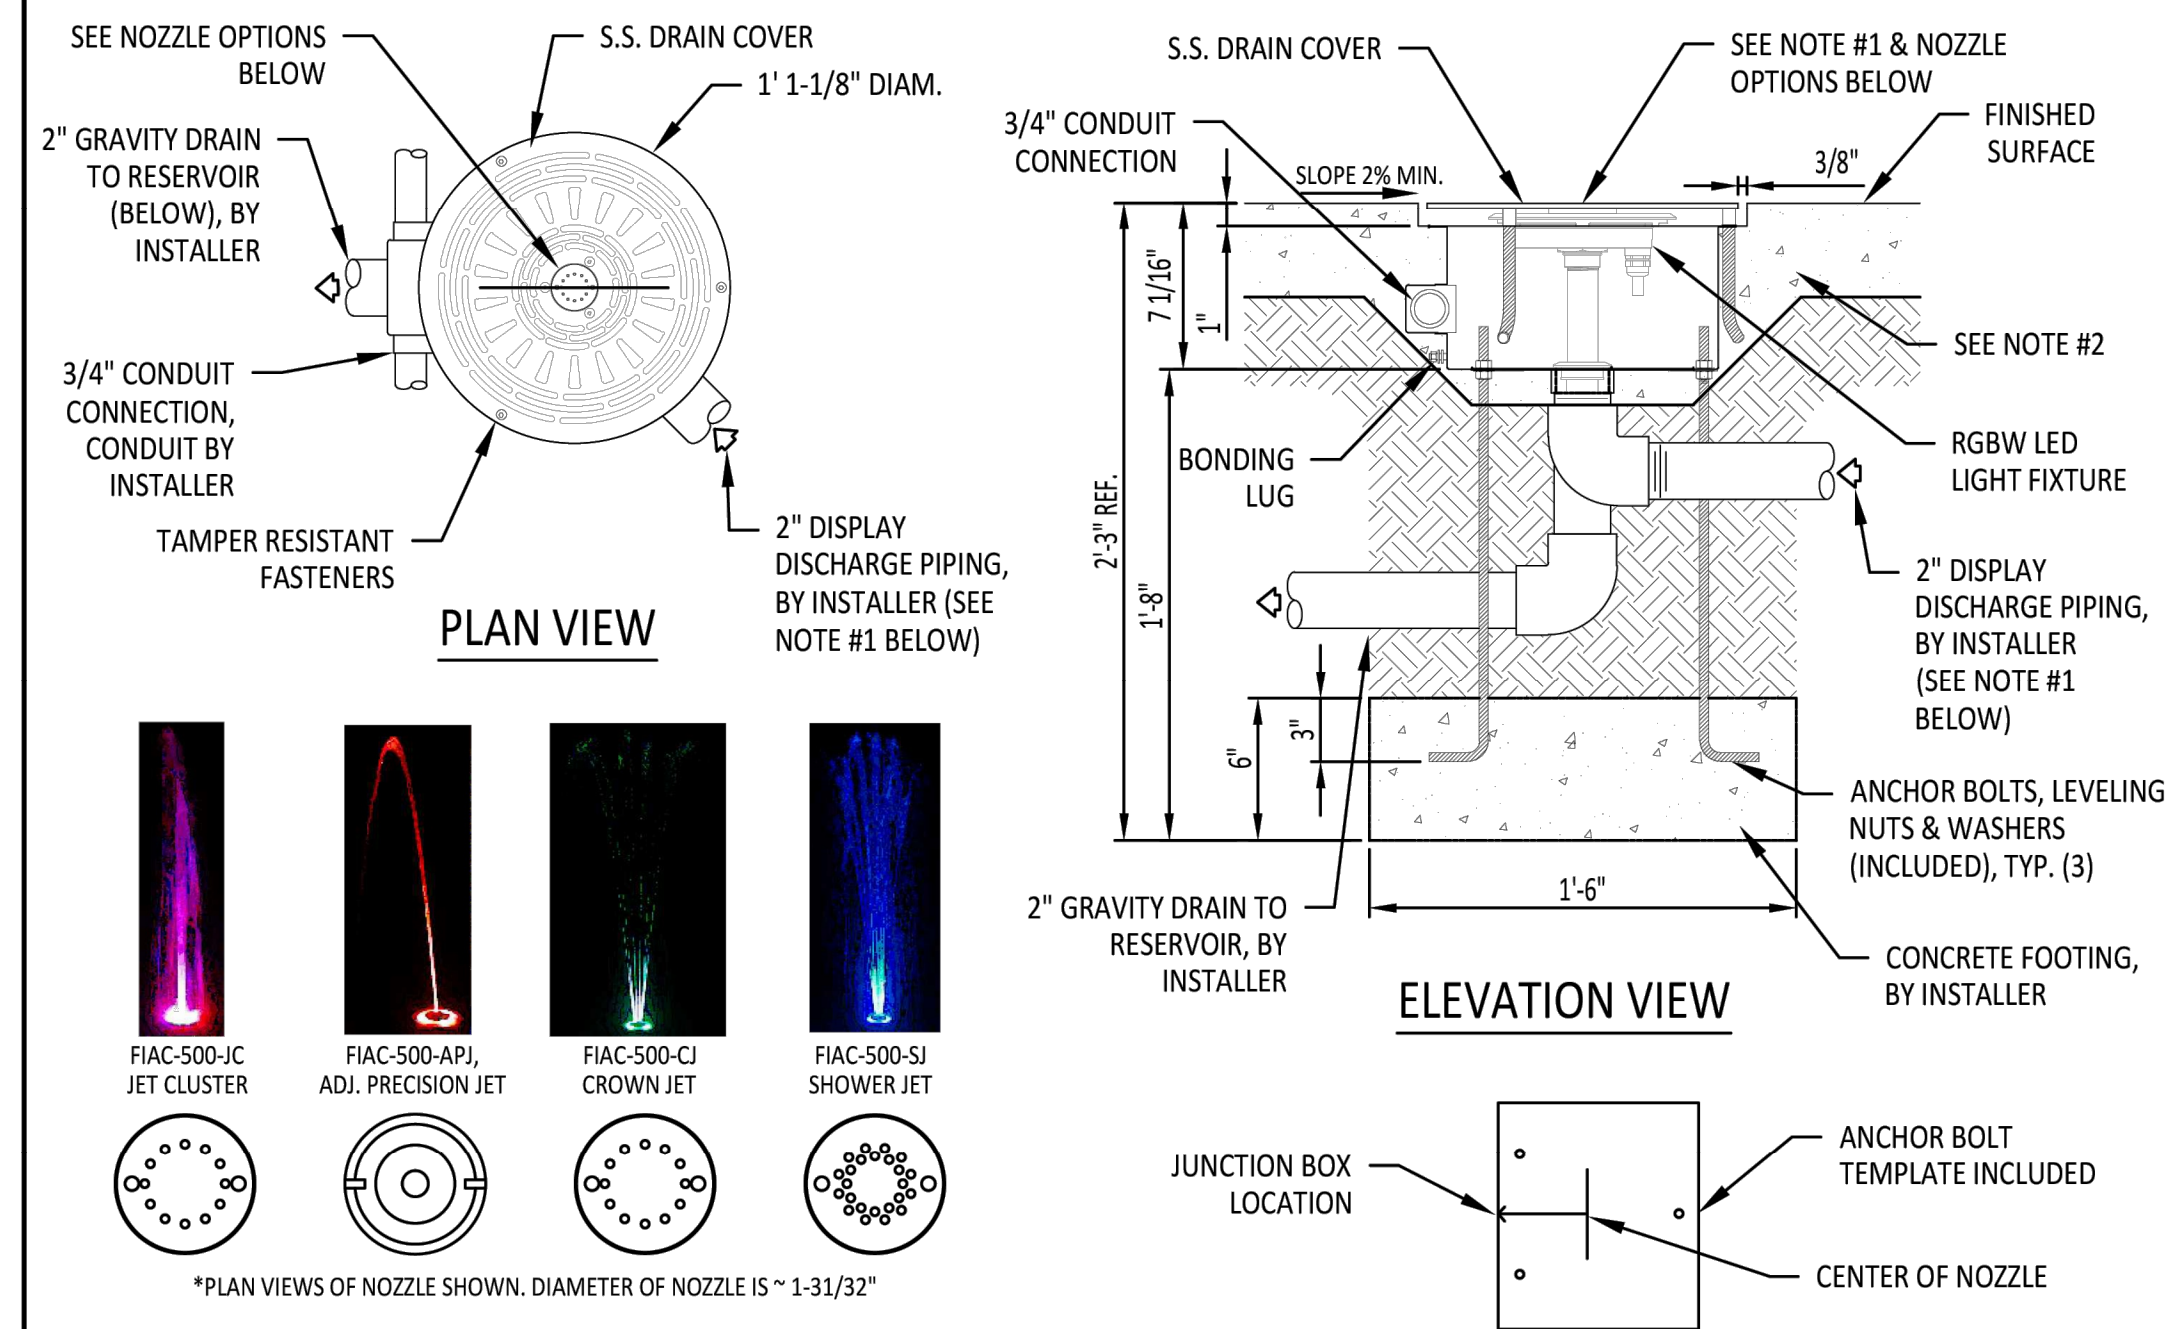 SEE NOZZLE OPTIONS
BELOW
S.S. DRAIN COVER
1' 1-1/8" DIAM.
2" GRAVITY DRAIN
TO RESERVOIR
(BELOW), BY
INSTALLER
3/4" CONDUIT
CONNECTION,
CONDUIT BY
INSTALLER
TAMPER RESISTANT
FASTENERS
2" DISPLAY
DISCHARGE PIPING,
BY INSTALLER (SEE
NOTE #1 BELOW)
PLAN VIEW
S.S. DRAIN COVER
SEE NOTE #1 & NOZZLE
OPTIONS BELOW
3/4" CONDUIT
CONNECTION
FINISHED
SURFACE
SLOPE 2% MIN.
3/8"
7 1/16"
1"
SEE NOTE #2
BONDING
LUG
RGBW LED
LIGHT FIXTURE
2'-3" REF.
1'-8"
2" DISPLAY
DISCHARGE PIPING,
BY INSTALLER
(SEE NOTE #1
BELOW)
6"
3"
ANCHOR BOLTS, LEVELING
NUTS & WASHERS
(INCLUDED), TYP. (3)
1'-6"
2" GRAVITY DRAIN TO
RESERVOIR, BY
INSTALLER
CONCRETE FOOTING,
BY INSTALLER
ELEVATION VIEW
FIAC-500-JC
JET CLUSTER
FIAC-500-APJ,
ADJ. PRECISION JET
FIAC-500-CJ
CROWN JET
FIAC-500-SJ
SHOWER JET
*PLAN VIEWS OF NOZZLE SHOWN. DIAMETER OF NOZZLE IS ~ 1-31/32"
JUNCTION BOX
LOCATION
ANCHOR BOLT
TEMPLATE INCLUDED
CENTER OF NOZZLE